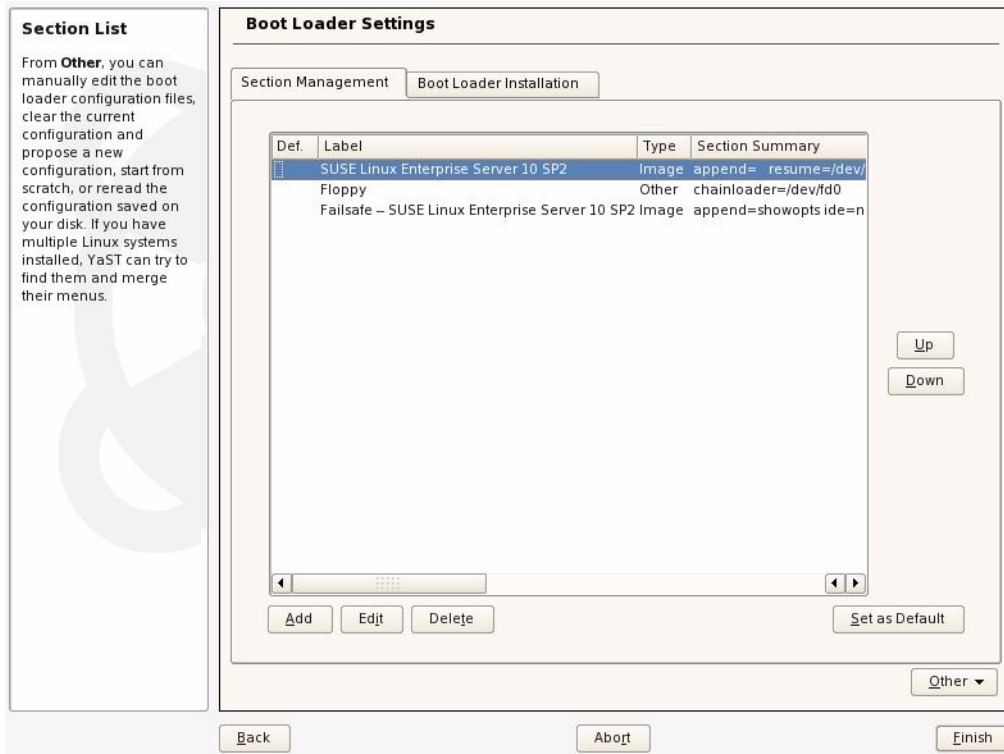 Section List
From Other, you can
manually edit the boot
loader configuration files,
clear the current
configuration and
propose a new
configuration, start from
scratch, or reread the
configuration saved on
your disk. If you have
multiple Linux systems
installed, YaST can try to
find them and merge
their menus.
Boot Loader Settings
Section Management
Boot Loader Installation
Def. Label Type Section Summary
SUSE Linux Enterprise Server 10 SP2 Image append= resume=/dev/
Floppy Other chainloader=/dev/fd0
Failsafe -- SUSE Linux Enterprise Server 10 SP2 Image append=showopts ide=n
Up
Down
Add Edit Delete Set as Default
Other
Back Abort Finish